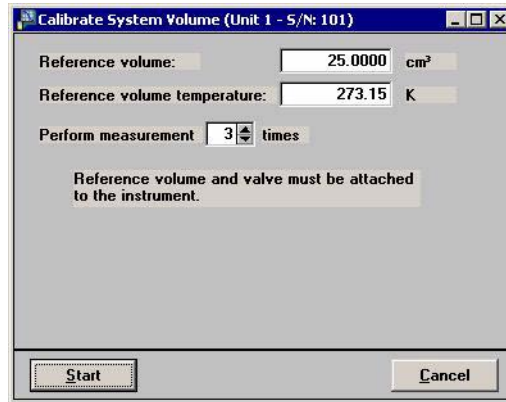 Calibrate System Volume (Unit 1 - S/N: 101)
Reference volume: 25.0000 cm³
Reference volume temperature: 273.15 K
Perform measurement 3 times
Reference volume and valve must be attached
to the instrument.
Start Cancel